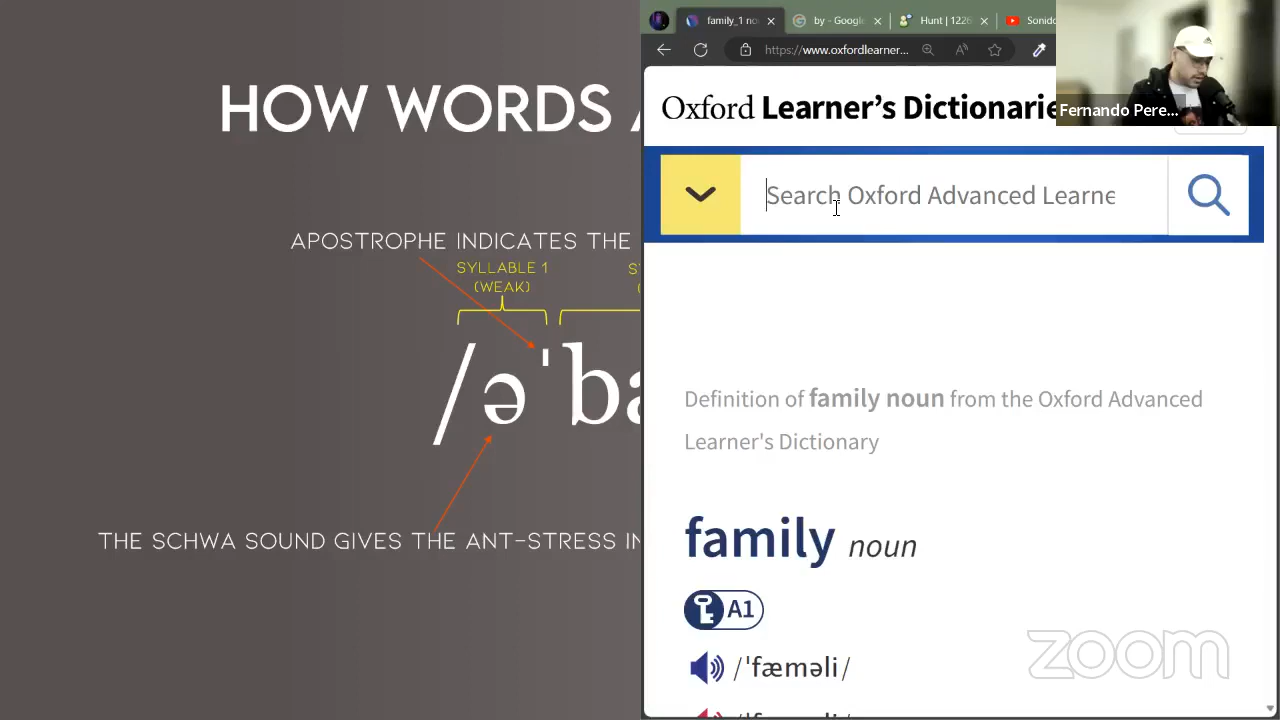 family_1 no
by - Google
Hunt | 1226
Sonido
https://www.oxfordlearner...
Fernando Pere...
Oxford Learner's Dictionarie
Search Oxford Advanced Learne
HOW WORDS
APOSTROPHE INDICATES THE
SYLLABLE 1
(WEAK)
/əˈba
THE SCHWA SOUND GIVES THE ANT-STRESS IN
Definition of family noun from the Oxford Advanced
Learner's Dictionary
family noun
A1
/ˈfæməli/
zoom